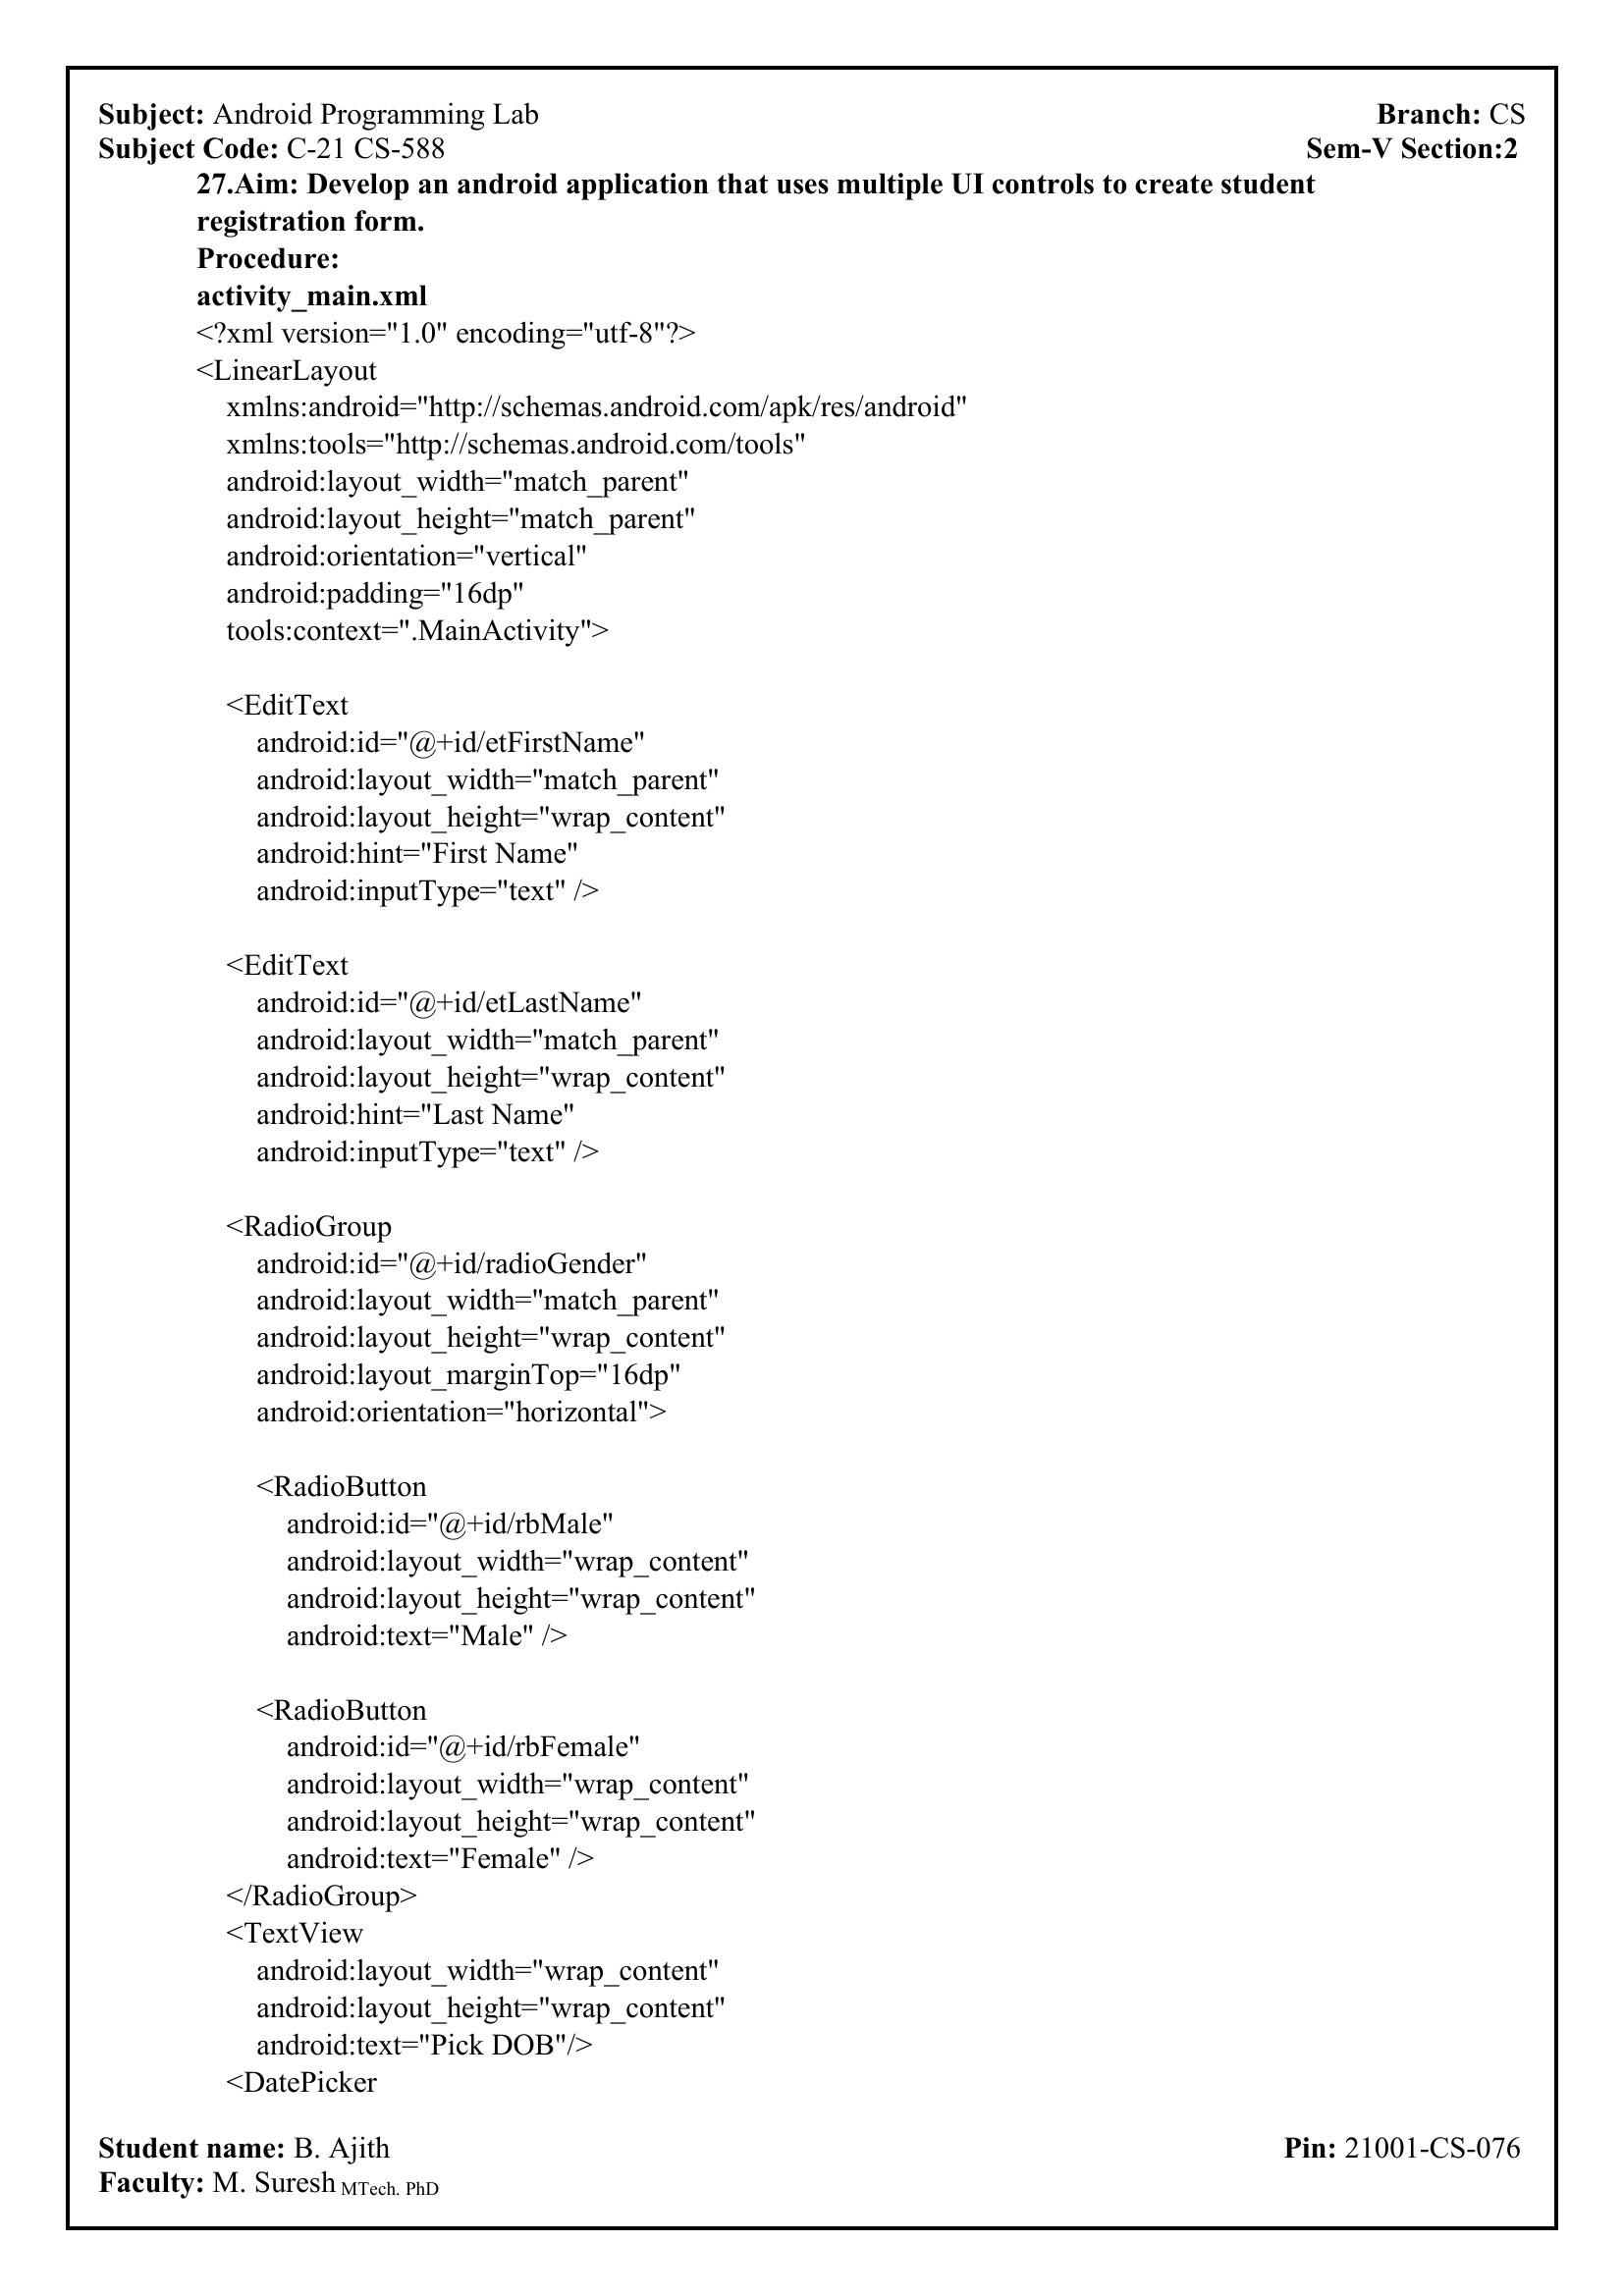 Subject: Android Programming Lab Branch: CS
Subject Code: C-21 CS-588 Sem-V Section:2
27.Aim: Develop an android application that uses multiple UI controls to create student
registration form.
Procedure:
activity_main.xml
<?xml version="1.0" encoding="utf-8"?>
<LinearLayout
xmlns:android="http://schemas.android.com/apk/res/android"
xmlns:tools="http://schemas.android.com/tools"
android:layout_width="match_parent"
android:layout_height="match_parent"
android:orientation="vertical"
android:padding="16dp"
tools:context=".MainActivity">
<EditText
android:id="@+id/etFirstName"
android:layout_width="match_parent"
android:layout_height="wrap_content"
android:hint="First Name"
android:inputType="text" />
<EditText
android:id="@+id/etLastName"
android:layout_width="match_parent"
android:layout_height="wrap_content"
android:hint="Last Name"
android:inputType="text" />
<RadioGroup
android:id="@+id/radioGender"
android:layout_width="match_parent"
android:layout_height="wrap_content"
android:layout_marginTop="16dp"
android:orientation="horizontal">
<RadioButton
android:id="@+id/rbMale"
android:layout_width="wrap_content"
android:layout_height="wrap_content"
android:text="Male" />
<RadioButton
android:id="@+id/rbFemale"
android:layout_width="wrap_content"
android:layout_height="wrap_content"
android:text="Female" />
</RadioGroup>
<TextView
android:layout_width="wrap_content"
android:layout_height="wrap_content"
android:text="Pick DOB"/>
<DatePicker
Student name: B. Ajith Pin: 21001-CS-076
Faculty: M. Suresh MTech. PhD